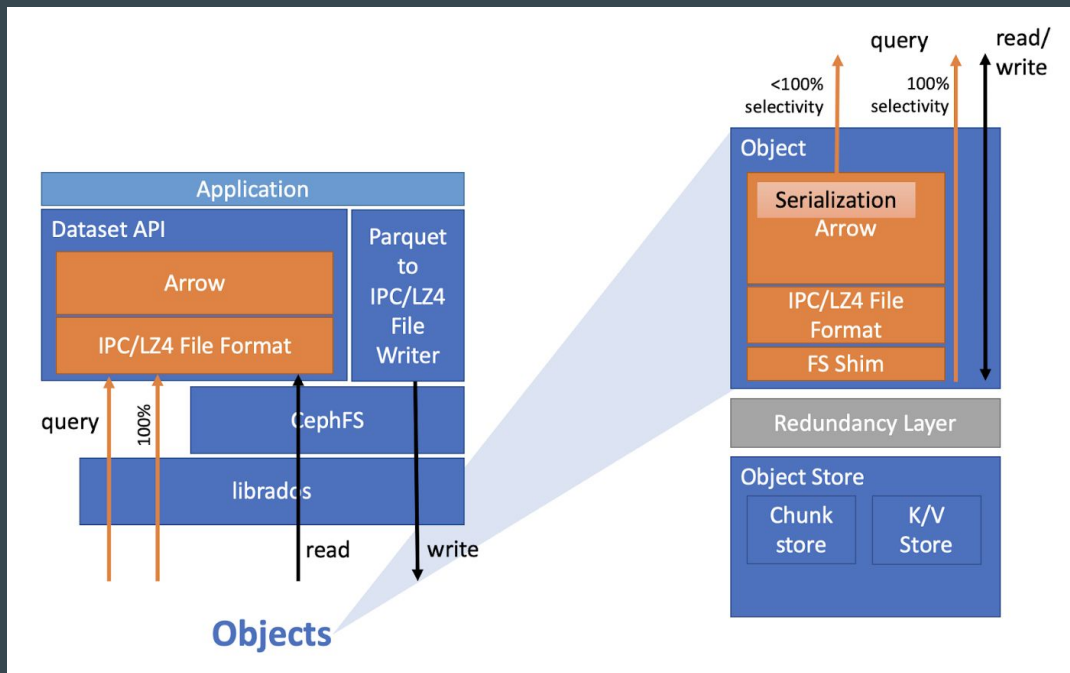 Application
Dataset API
Arrow
IPC/LZ4 File Format
Parquet
to
IPC/LZ4
File
Writer
query
100%
CephFS
librados
read
write
Objects
query
read/
write
<100%
selectivity
100%
selectivity
Object
Serialization
Arrow
IPC/LZ4 File
Format
FS Shim
Redundancy Layer
Object Store
Chunk
store
K/V
Store